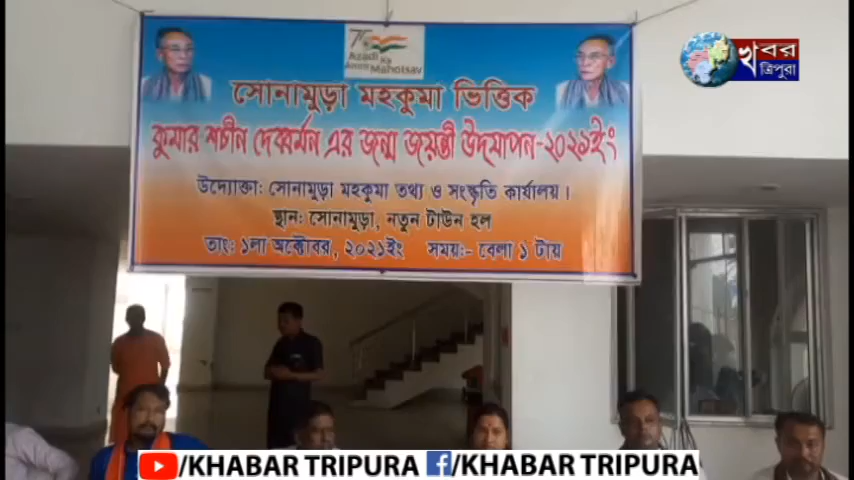 75
Azadi Ka
Amrit Mahotsav
খবর
ত্রিপুরা
সোনামুড়া মহকুমা ভিত্তিক
কুমার শচীন দেববর্মন এর জন্ম জয়ন্তী উদযাপন-২০২১ইং
উদ্যোক্তা: সোনামুড়া মহকুমা তথ্য ও সংস্কৃতি কার্যালয় ।
স্থান: সোনামুড়া, নতুন টাউন হল
তাং: ১লা অক্টোবর, ২০২১ইং সময়:- বেলা ১ টায়
/KHABAR TRIPURA f/KHABAR TRIPURA